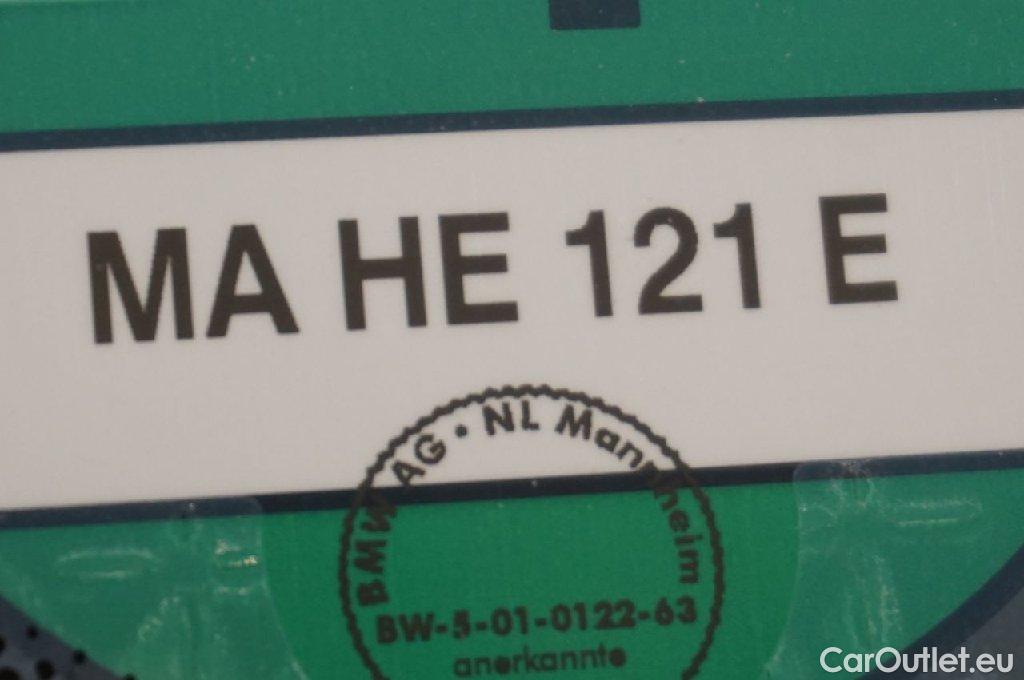 MA HE 121 E
BMW AG • NL Mannheim
BW-5-01-0122-63
anerkannte
CarOutlet.eu